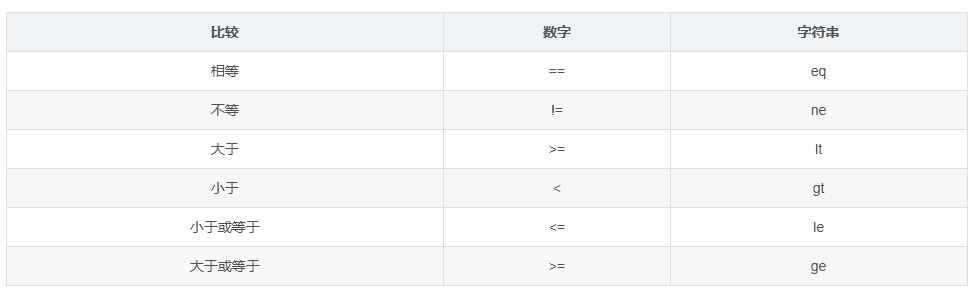 比较 数字 字符串
相等 == eq
不等 != ne
大于 >= lt
小于 < gt
小于或等于 <= le
大于或等于 >= ge